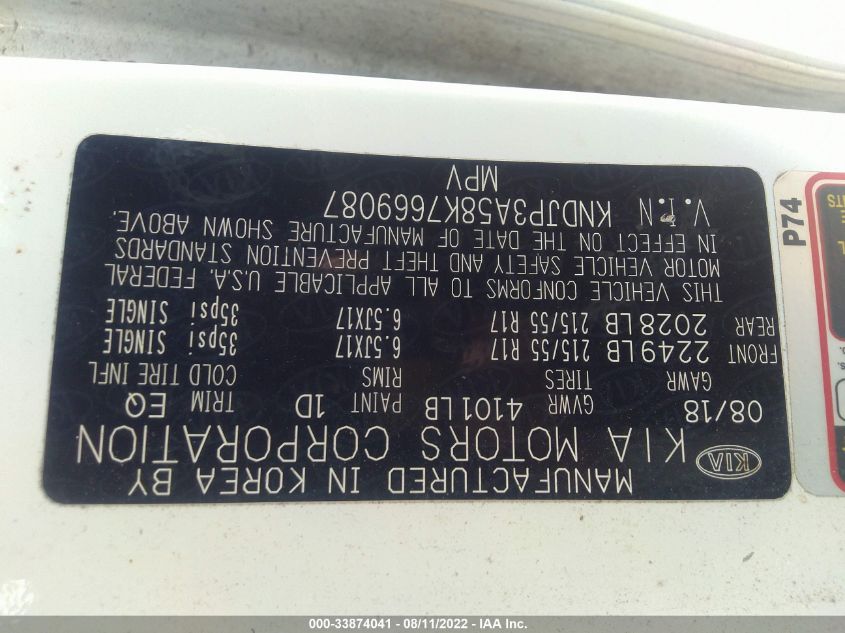 MANUFACTURED IN KOREA BY
KIA KIA MOTORS CORPORATION
08/18 GVWR 4101LB PAINT 1D TRIM EQ
GAWR TIRES RIMS COLD TIRE INFL
FRONT 2249LB 215/55 R17 6.5JX17 35psi SINGLE
REAR 2028LB 215/55 R17 6.5JX17 35psi SINGLE
THIS VEHICLE CONFORMS TO ALL APPLICABLE U.S.A. FEDERAL
MOTOR VEHICLE SAFETY AND THEFT PREVENTION STANDARDS
IN EFFECT ON THE DATE OF MANUFACTURE SHOWN ABOVE.
V.I.N KNDJP3A58K7669087
MPV
P74
000-33874041 - 08/11/2022 - IAA Inc.